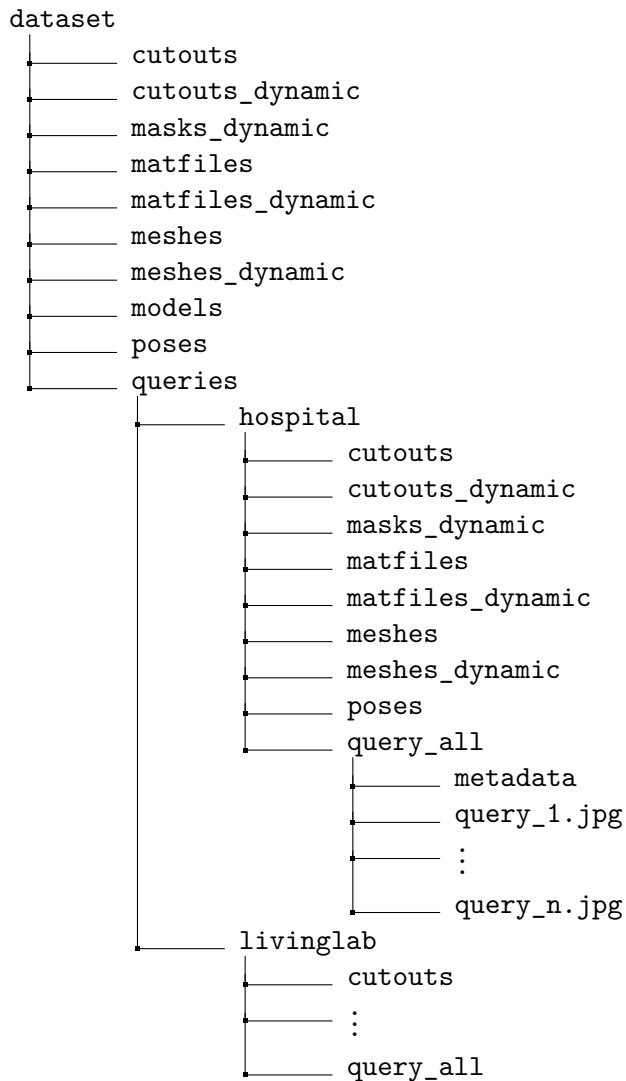 dataset
cutouts
cutouts_dynamic
masks_dynamic
matfiles
matfiles_dynamic
meshes
meshes_dynamic
models
poses
queries
hospital
cutouts
cutouts_dynamic
masks_dynamic
matfiles
matfiles_dynamic
meshes
meshes_dynamic
poses
query_all
metadata
query_1.jpg
⋮
query_n.jpg
livinglab
cutouts
⋮
query_all